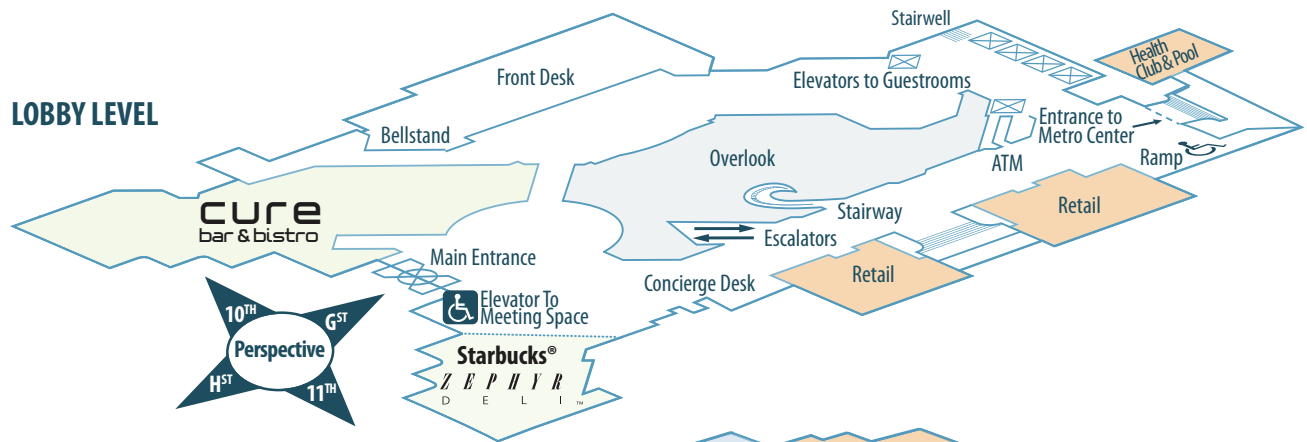 LOBBY LEVEL
Stairwell
Health
Club & Pool
Front Desk
Elevators to Guestrooms
Bellstand
Entrance to
Metro Center
Overlook
ATM
Ramp
cure
bar & bistro
Stairway
Retail
Escalators
Main Entrance
Retail
Concierge Desk
Elevator To
Meeting Space
10TH
GST
Perspective
HST
11TH
Starbucks®
ZEPHYR
DELI™